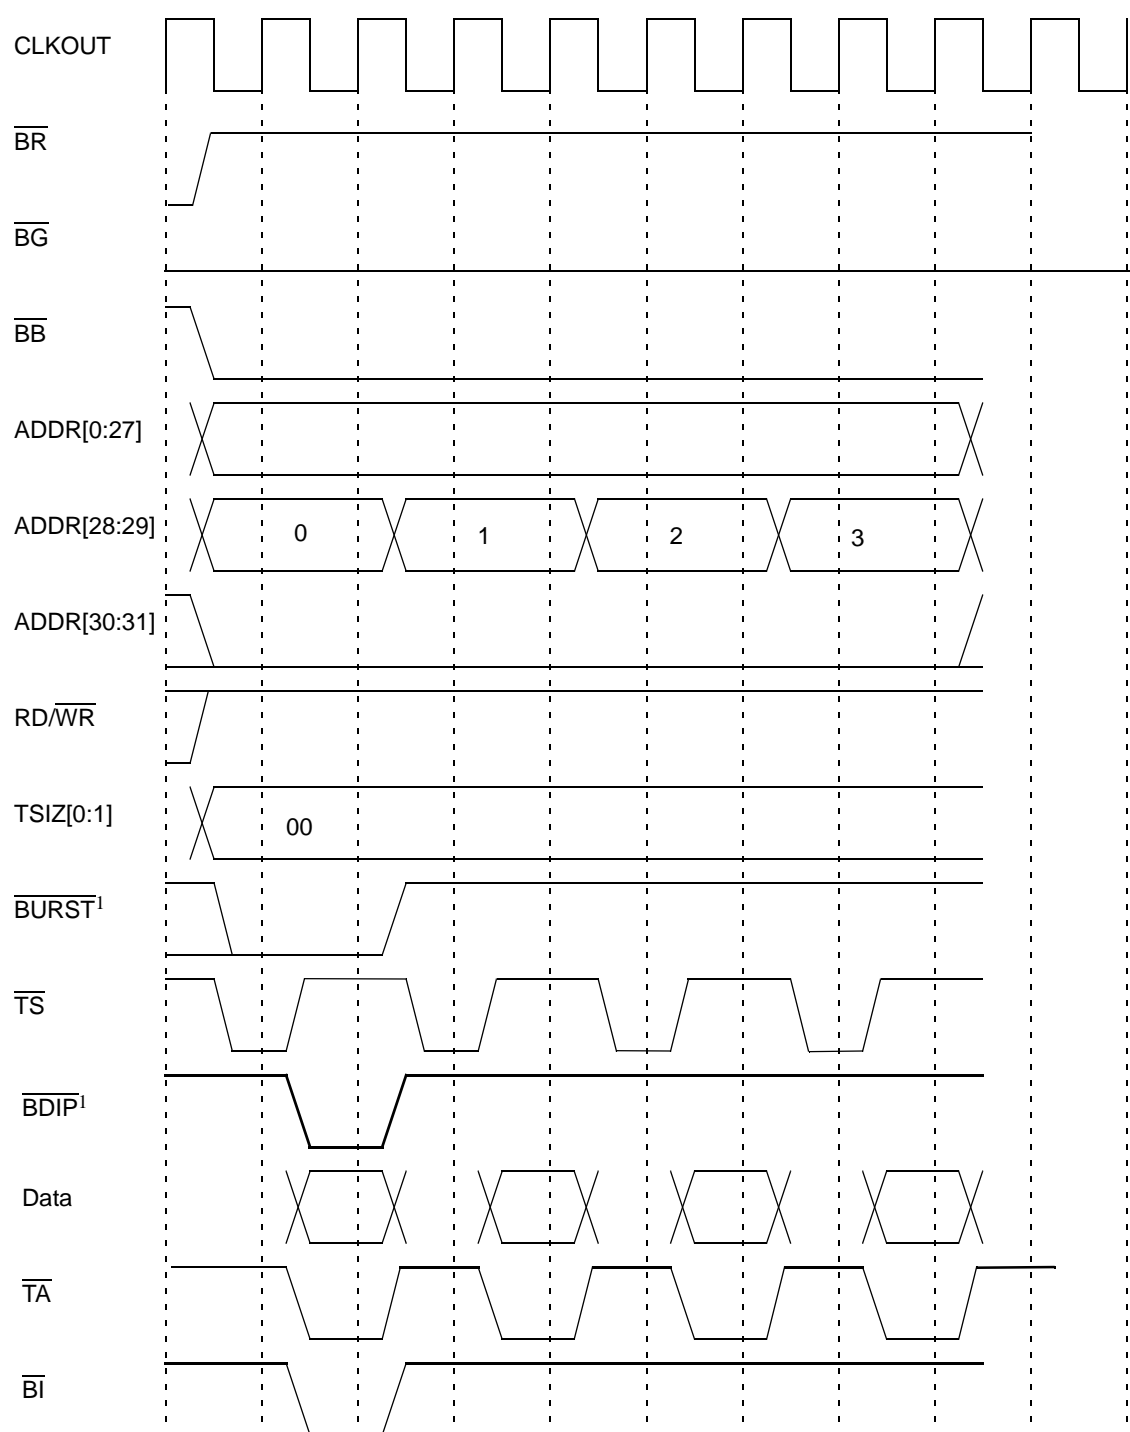 CLKOUT
BR
BG
BB
ADDR[0:27]
ADDR[28:29] 0 1 2 3
ADDR[30:31]
RD/WR
TSIZ[0:1] 00
BURST1
TS
BDIP1
Data
TA
BI